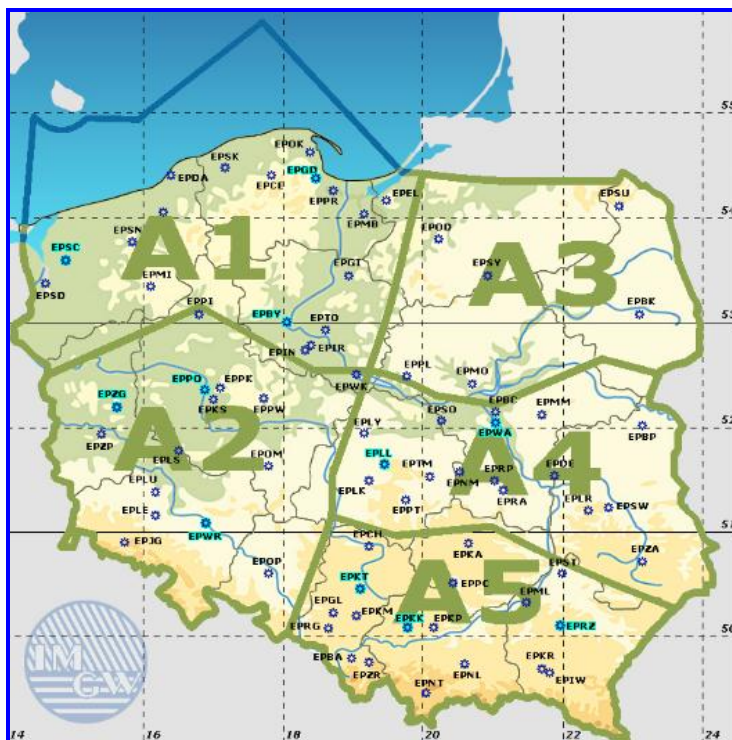 55
EPOK
EPSK
EPGD
EPDA
EPCE
EPPR
EPEL
EPSU
EPMB
54
EPSN
EPOD
A1
A3
EPSC
EPGI
EPSY
EPSD
EPMI
EPPI
EPBK
EPBY
EPTO
53
EPIN
EPIR
EPPL
EPWK
EPMO
EPPO
EPPK
EPZG
EPKS
EPPW
EPBC
EPSO
EPMM
52
EPWA
EPLY
EPBP
EPZP
A2
A4
EPLS
EPLL
EPOM
EPTM
EPNM
EPRP
EPDE
EPLU
EPLK
EPRA
EPPT
EPLR
EPSW
EPLE
EPWR
51
EPJG
EPCH
EPKA
EPZA
EPOP
EPST
EPKT
EPPC
A5
EPML
EPGL
EPKM
EPRG
EPKK
EPKP
EPRZ
50
IM
GW
EPBA
EPZR
EPNL
EPKR
EPIW
EPNT
14
16
18
20
22
24